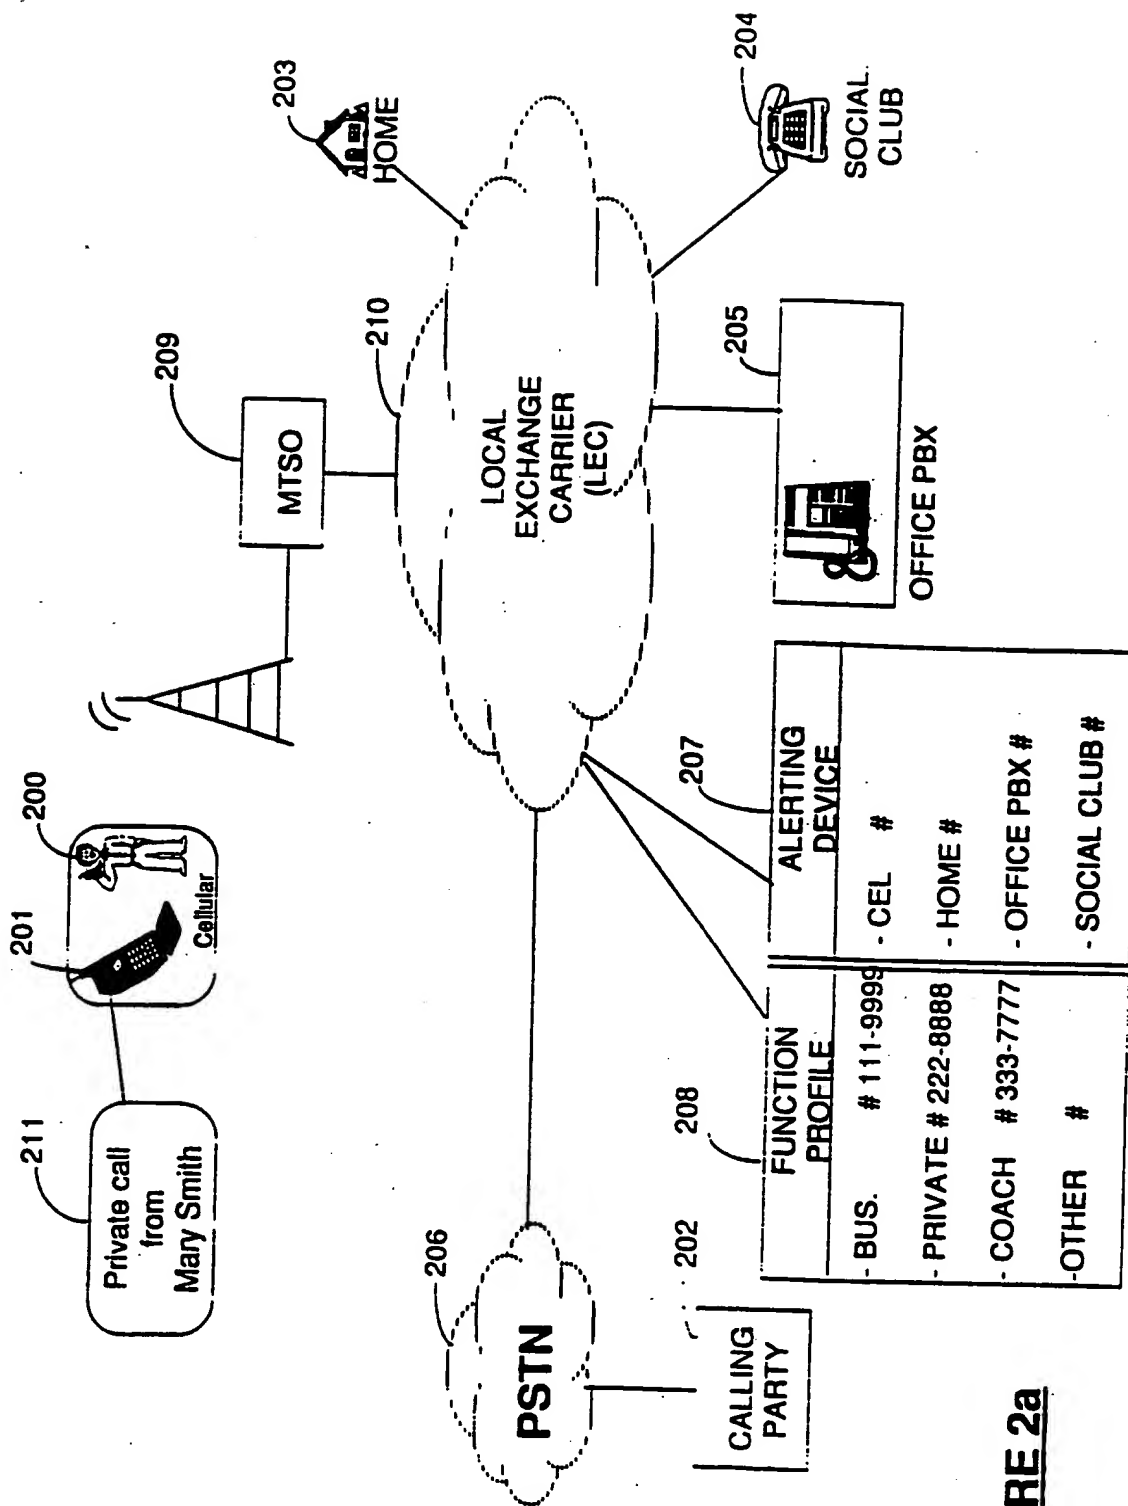 211
Private call
from
Mary Smith
201
200
Cellular
209
MTSO
203
HOME
210
LOCAL
EXCHANGE
CARRIER
(LEC)
204
SOCIAL
CLUB
206
PSTN
202
CALLING
PARTY
208
FUNCTION
PROFILE
- BUS. # 111-9999
- PRIVATE # 222-8888
- COACH # 333-7777
-OTHER #
207
ALERTING
DEVICE
- CEL #
- HOME #
- OFFICE PBX #
- SOCIAL CLUB #
205
OFFICE PBX
RE 2a